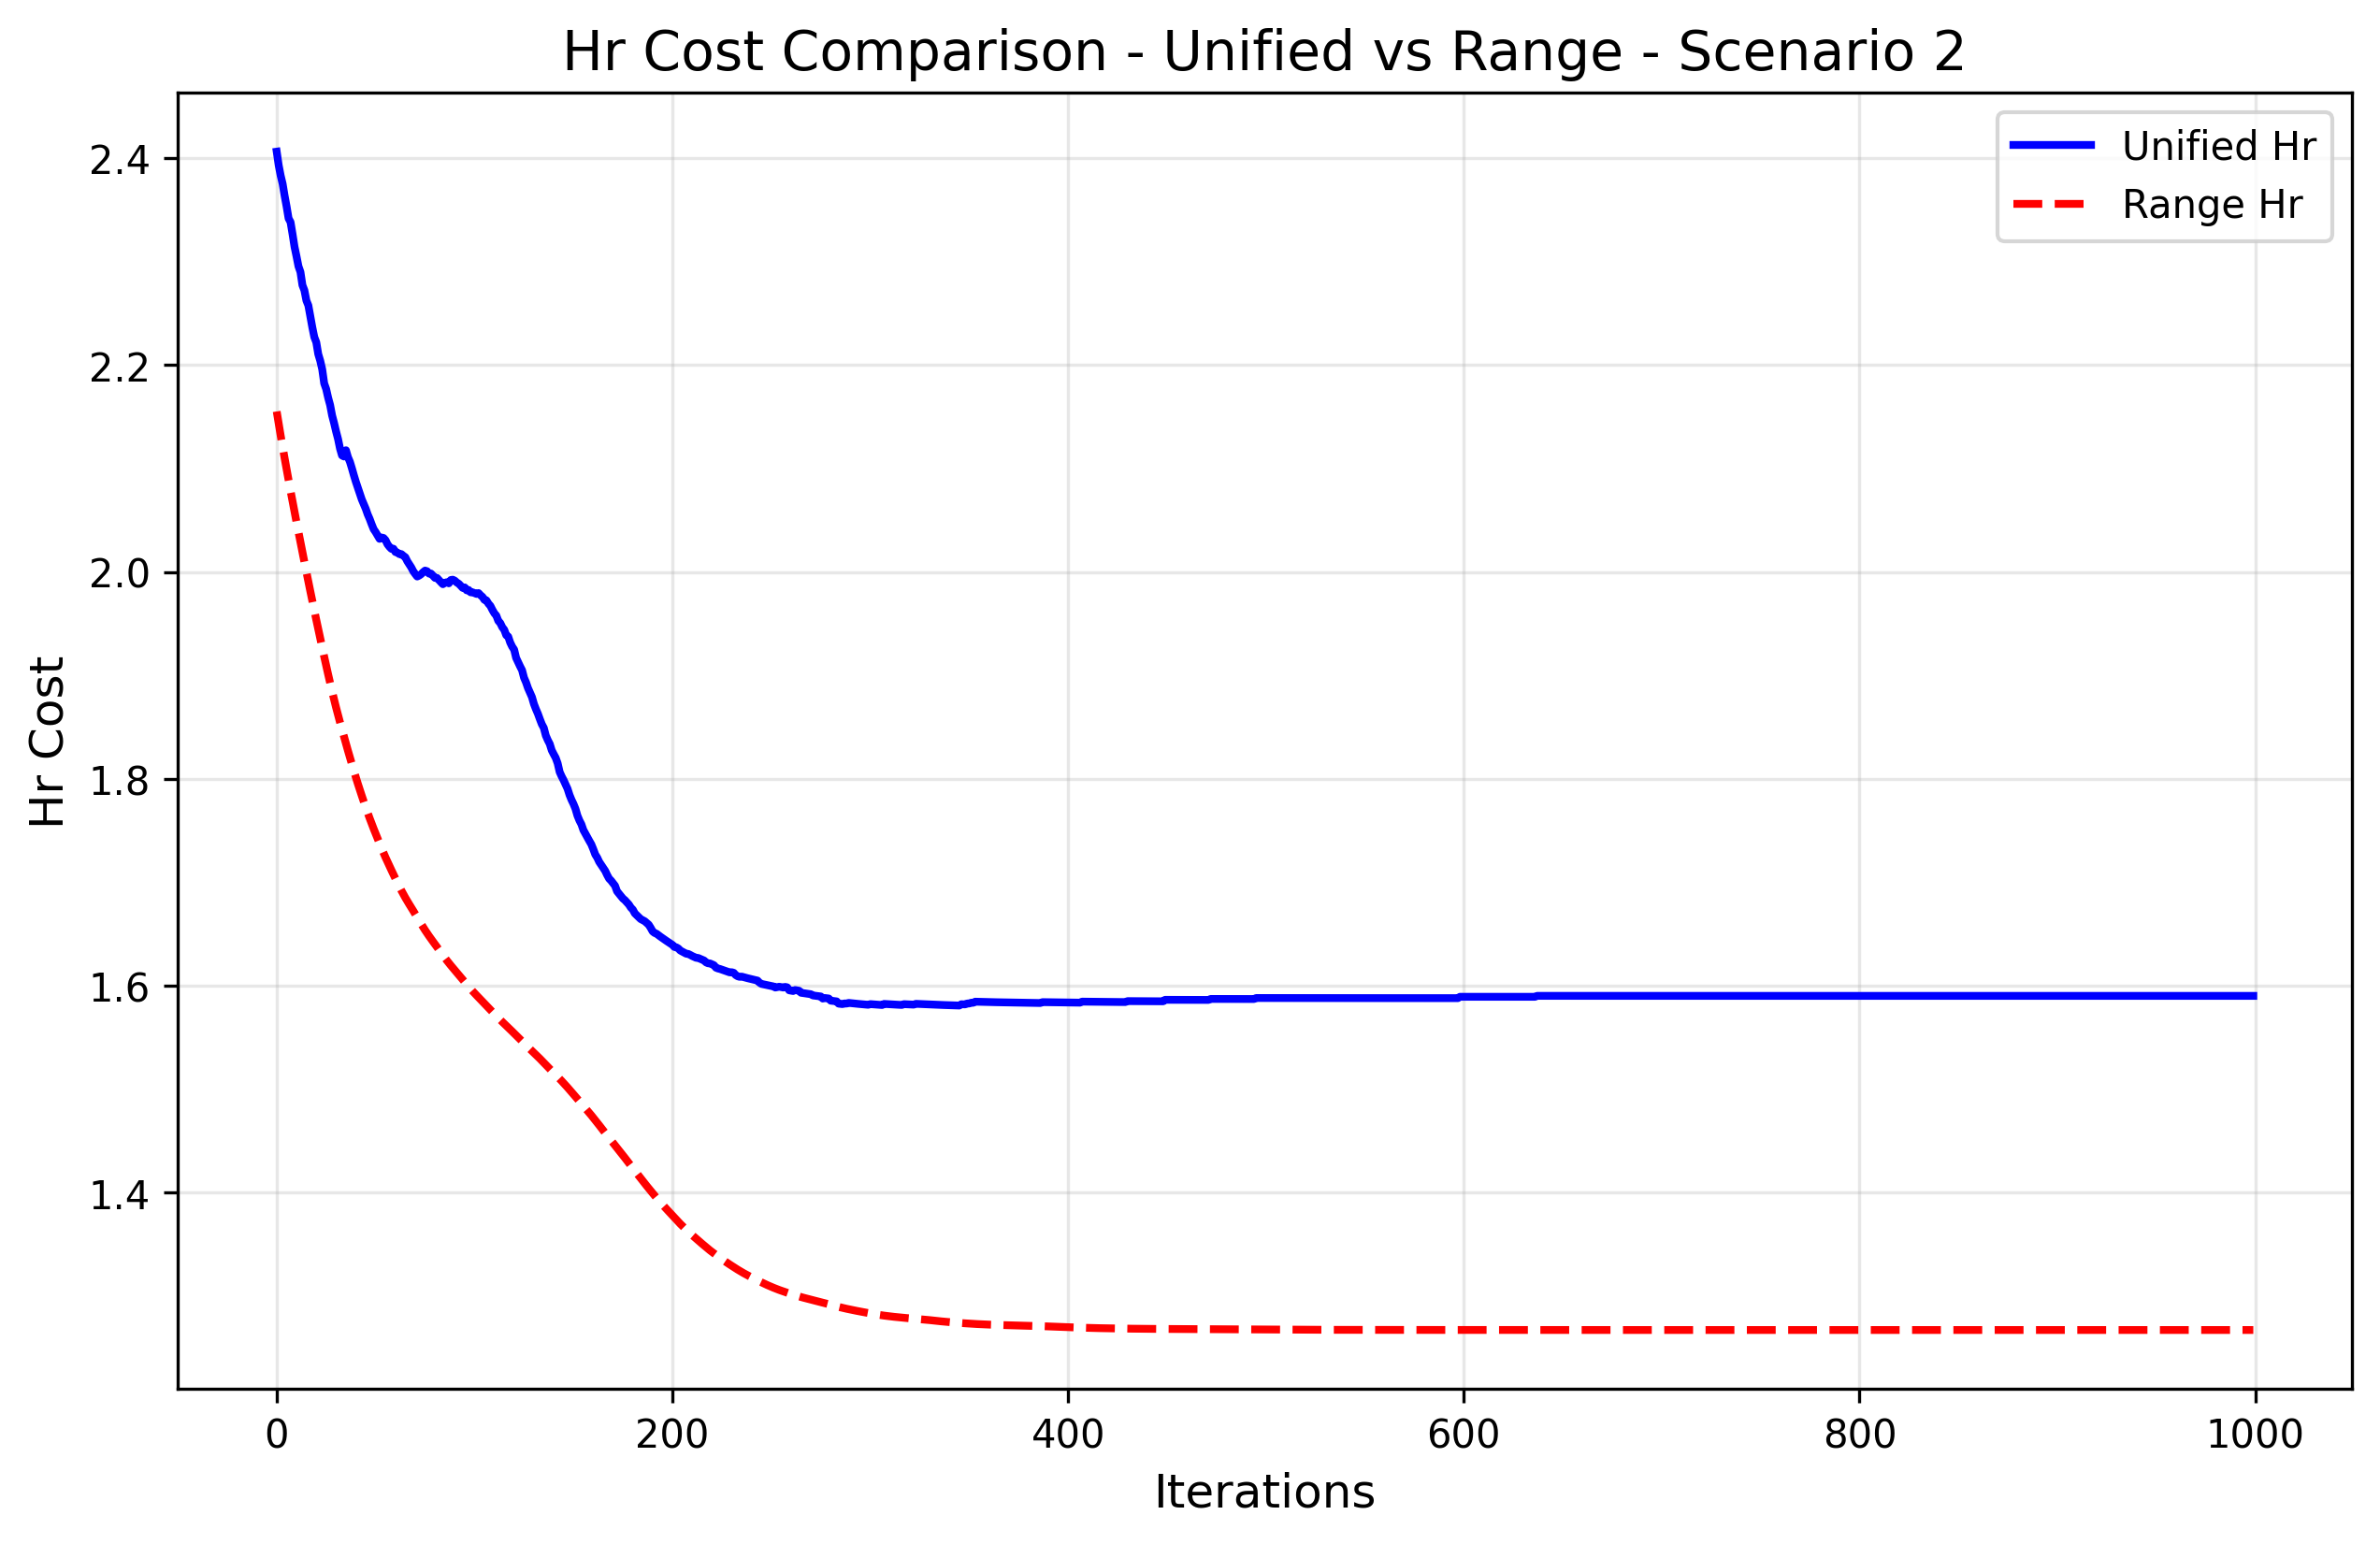 Hr Cost Comparison - Unified vs Range - Scenario 2
Unified Hr
Range Hr
Hr Cost
2.4
2.2
2.0
1.8
1.6
1.4
0 200 400 600 800 1000
Iterations